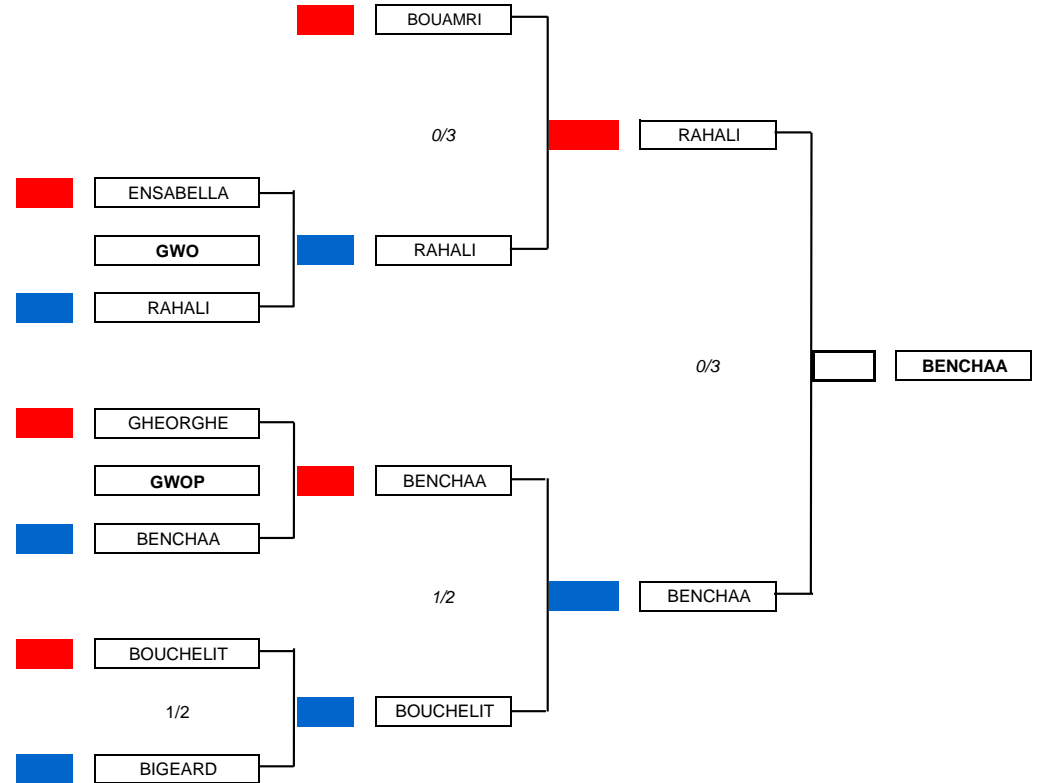 BOUAMRI
0/3
RAHALI
ENSABELLA
GWO
RAHALI
RAHALI
0/3
BENCHAA
GHEORGHE
GWOP
BENCHAA
BENCHAA
1/2
BENCHAA
BOUCHELIT
1/2
BOUCHELIT
BIGEARD